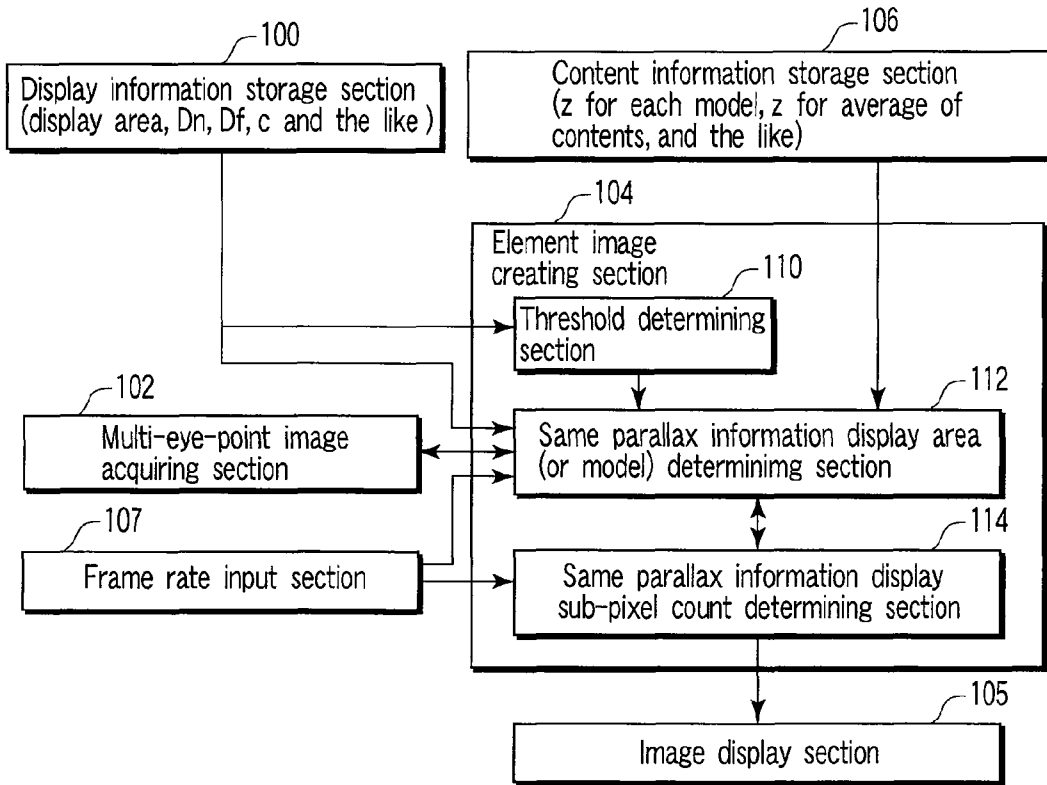 100
Display information storage section
(display area, Dn, Df, c and the like )
106
Content information storage section
(z for each model, z for average of
contents, and the like)
104
Element image
creating section
110
Threshold determining
section
102
Multi-eye-point image
acquiring section
112
Same parallax information display area
(or model) determinimg section
107
Frame rate input section
114
Same parallax information display
sub-pixel count determining section
105
Image display section